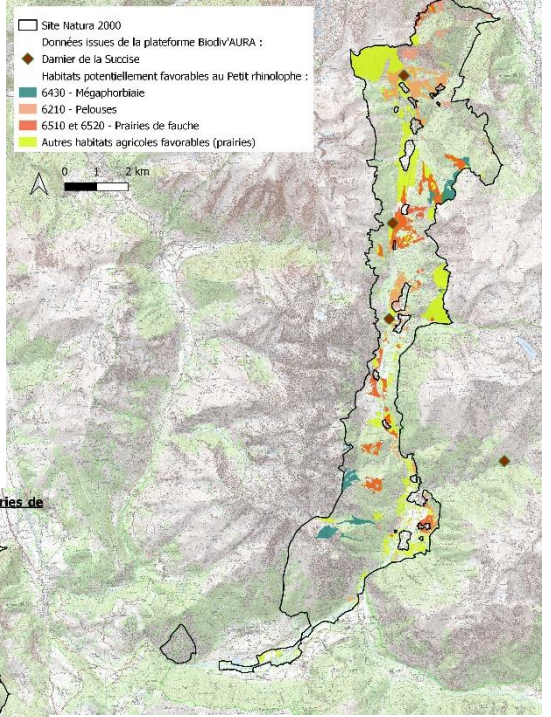 Site Natura 2000
Données issues de la plateforme Biodiv'AURA :
Damier de la Succise
Habitats potentiellement favorables au Petit rhinolophe :
6430 - Mégaphorbiaie
6210 - Pelouses
6510 et 6520 - Prairies de fauche
Autres habitats agricoles favorables (prairies)
0 1 2 km
ries de